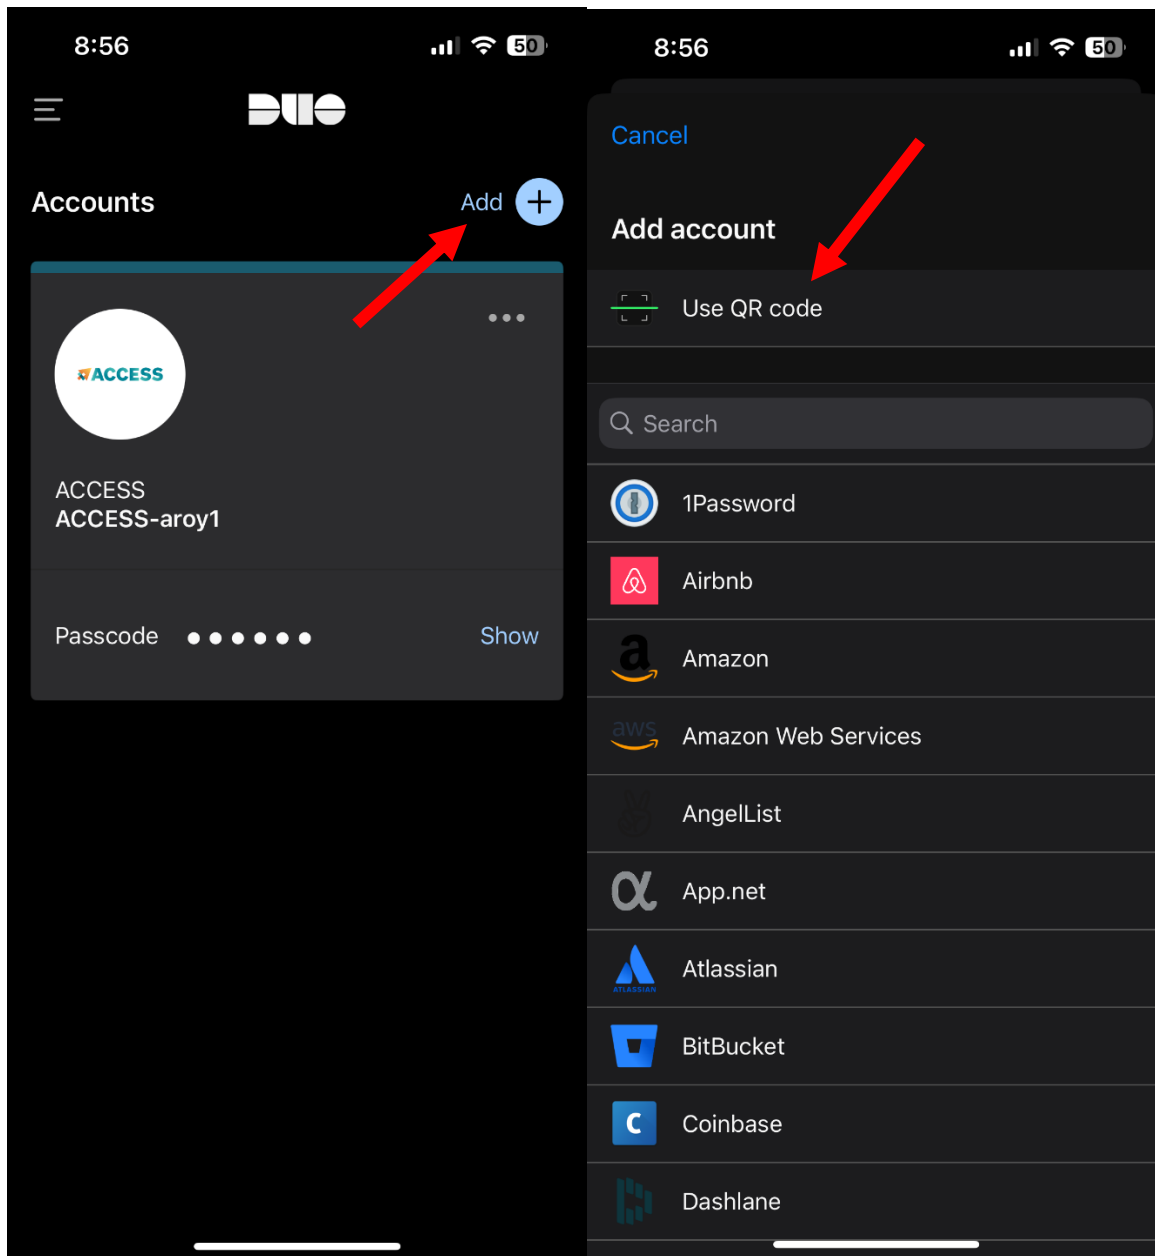 8:56
50
DUO
Accounts
Add
ACCESS
ACCESS
ACCESS-aroy1
Passcode
Show
8:56
50
Cancel
Add account
Use QR code
Search
1Password
Airbnb
a Amazon
aws Amazon Web Services
AngelList
App.net
ATLASSIAN Atlassian
BitBucket
C Coinbase
Dashlane